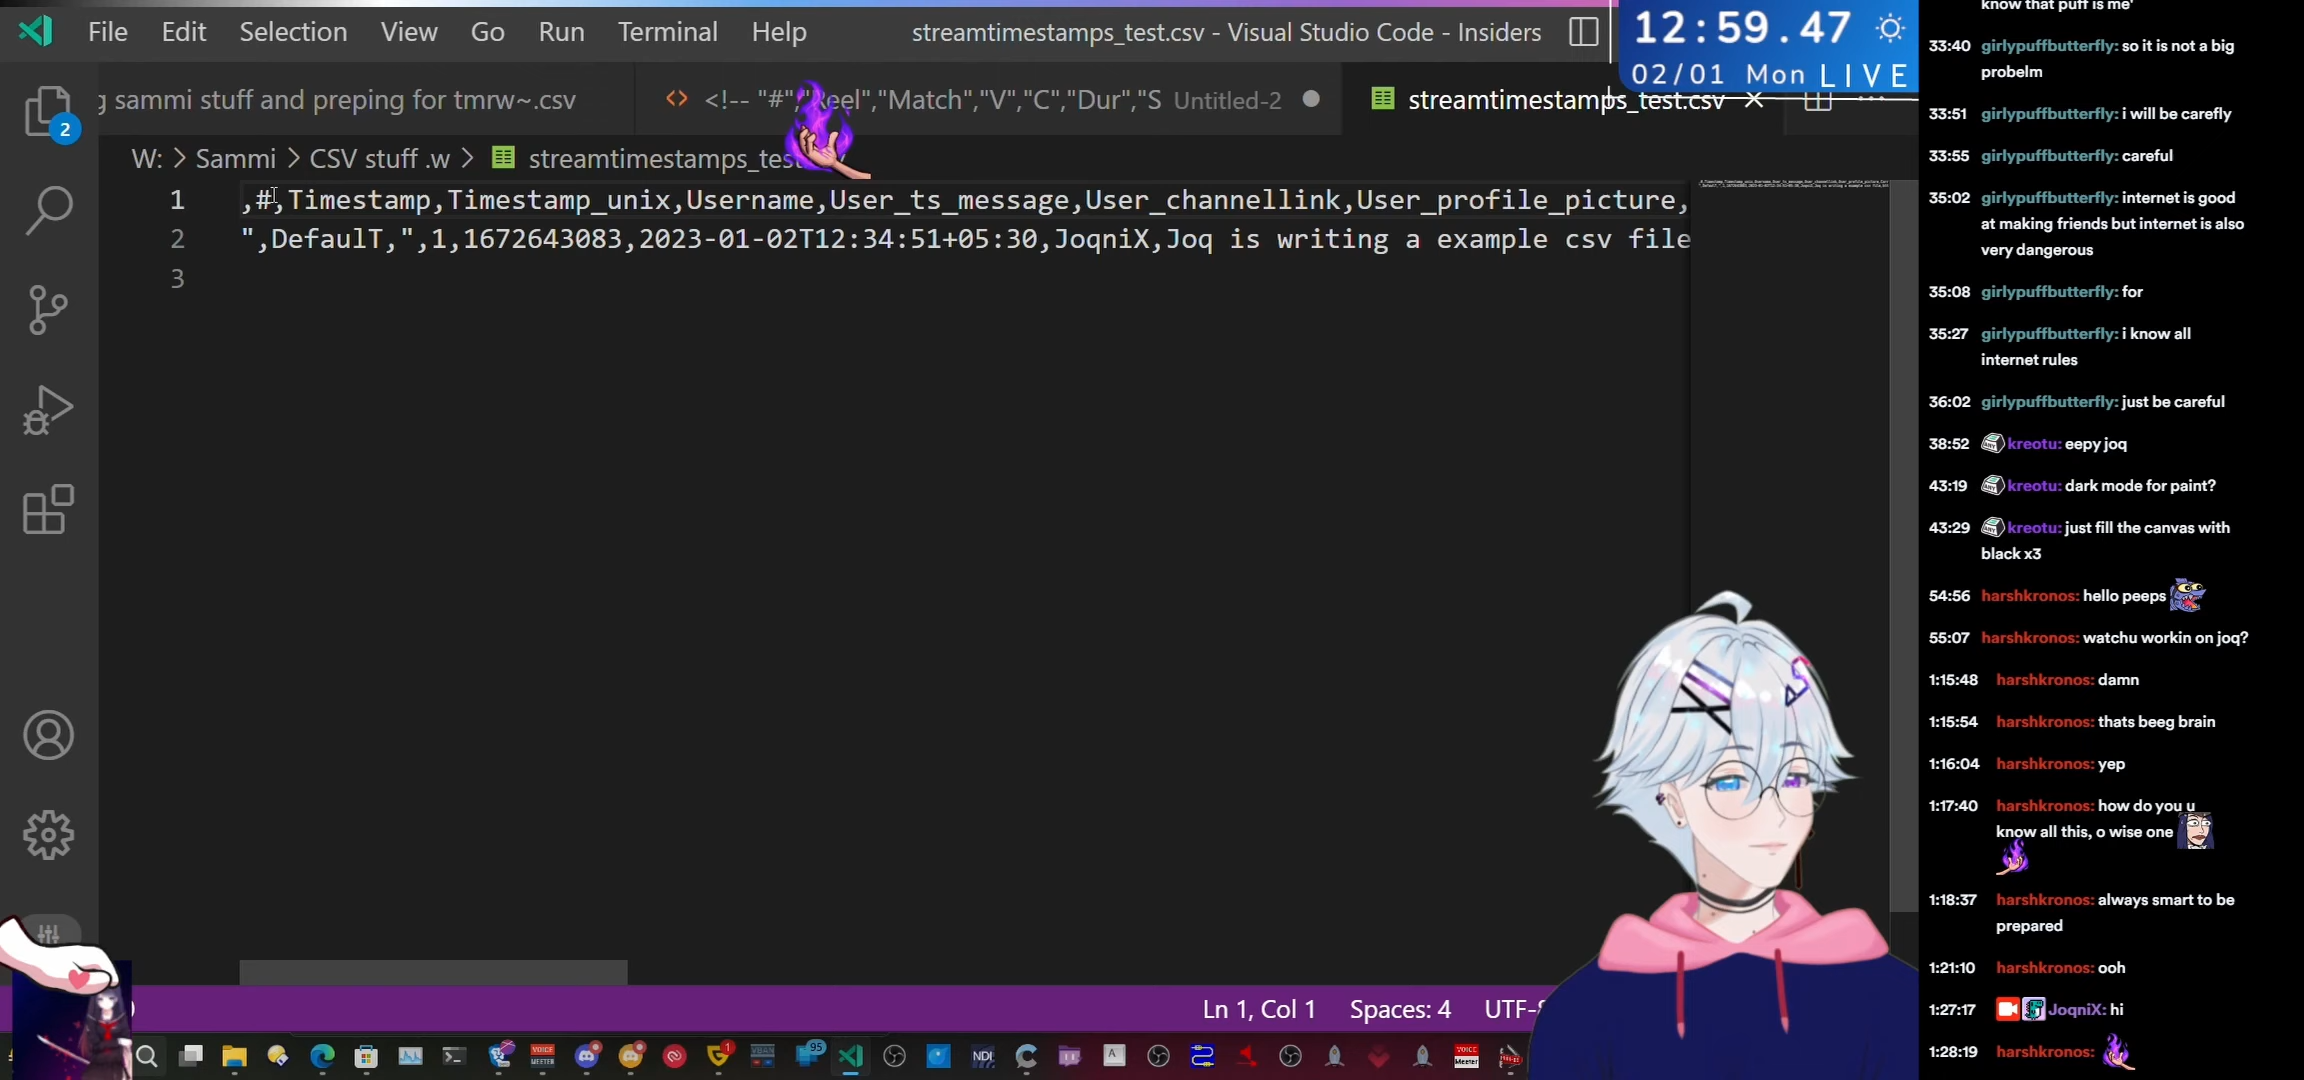 File Edit Selection View Go Run Terminal Help
streamtimestamps_test.csv - Visual Studio Code - Insiders
12:59.47
02/01 Mon LIVE
g sammi stuff and preping for tmrw~.csv
<!-- "#","Reel","Match","V","C","Dur","S Untitled-2
streamtimestamps_test.csv
2
W: > Sammi > CSV stuff .w >
1 ,#,Timestamp,Timestamp_unix,Username,User_ts_message,User_channellink,User_profile_picture,
2 ",DefaulT,",1,1672643083,2023-01-02T12:34:51+05:30,JoqniX,Joq is writing a example csv file
3
Ln 1, Col 1 Spaces: 4
know that puff is me'
33:40 girlypuffbutterfly: so it is not a big
probelm
33:51 girlypuffbutterfly: i will be carefly
33:55 girlypuffbutterfly: careful
35:02 girlypuffbutterfly: internet is good
at making friends but internet is also
very dangerous
35:08 girlypuffbutterfly: for
35:27 girlypuffbutterfly: i know all
internet rules
36:02 girlypuffbutterfly: just be careful
38:52 kreotu: eepy joq
43:19 kreotu: dark mode for paint?
43:29 kreotu: just fill the canvas with
black x3
54:56 harshkronos: hello peeps
55:07 harshkronos: watchu workin on joq?
1:15:48 harshkronos: damn
1:15:54 harshkronos: thats beeg brain
1:16:04 harshkronos: yep
1:17:40 harshkronos: how do you u
know all this, o wise one
1:18:37 harshkronos: always smart to be
prepared
1:21:10 harshkronos: ooh
1:27:17 JoqniX: hi
1:28:19 harshkronos:
95
NDI